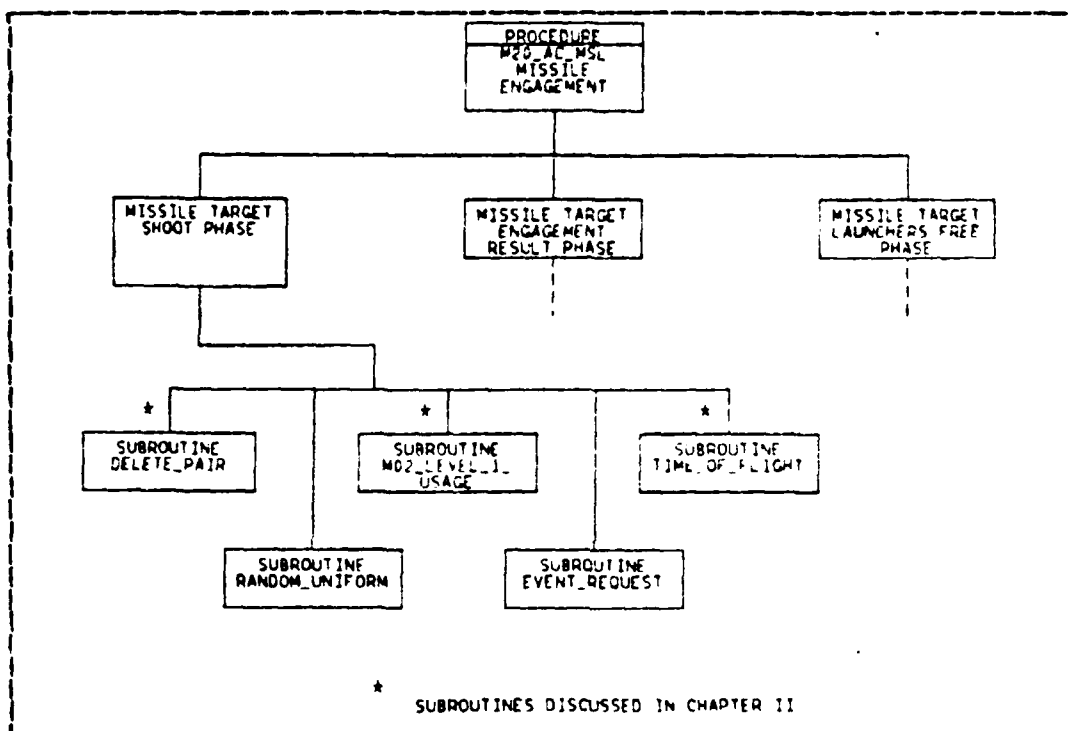 PROCEDURE
M20_AC_MSL
MISSILE
ENGAGEMENT
MISSILE TARGET
SHOOT PHASE
MISSILE TARGET
ENGAGEMENT
RESULT PHASE
MISSILE TARGET
LAUNCHERS FREE
PHASE
*
SUBROUTINE
DELETE_PAIR
*
SUBROUTINE
M02_LEVEL_1_
USAGE
*
SUBROUTINE
TIME_OF_FLIGHT
SUBROUTINE
RANDOM_UNIFORM
SUBROUTINE
EVENT_REQUEST
* SUBROUTINES DISCUSSED IN CHAPTER II